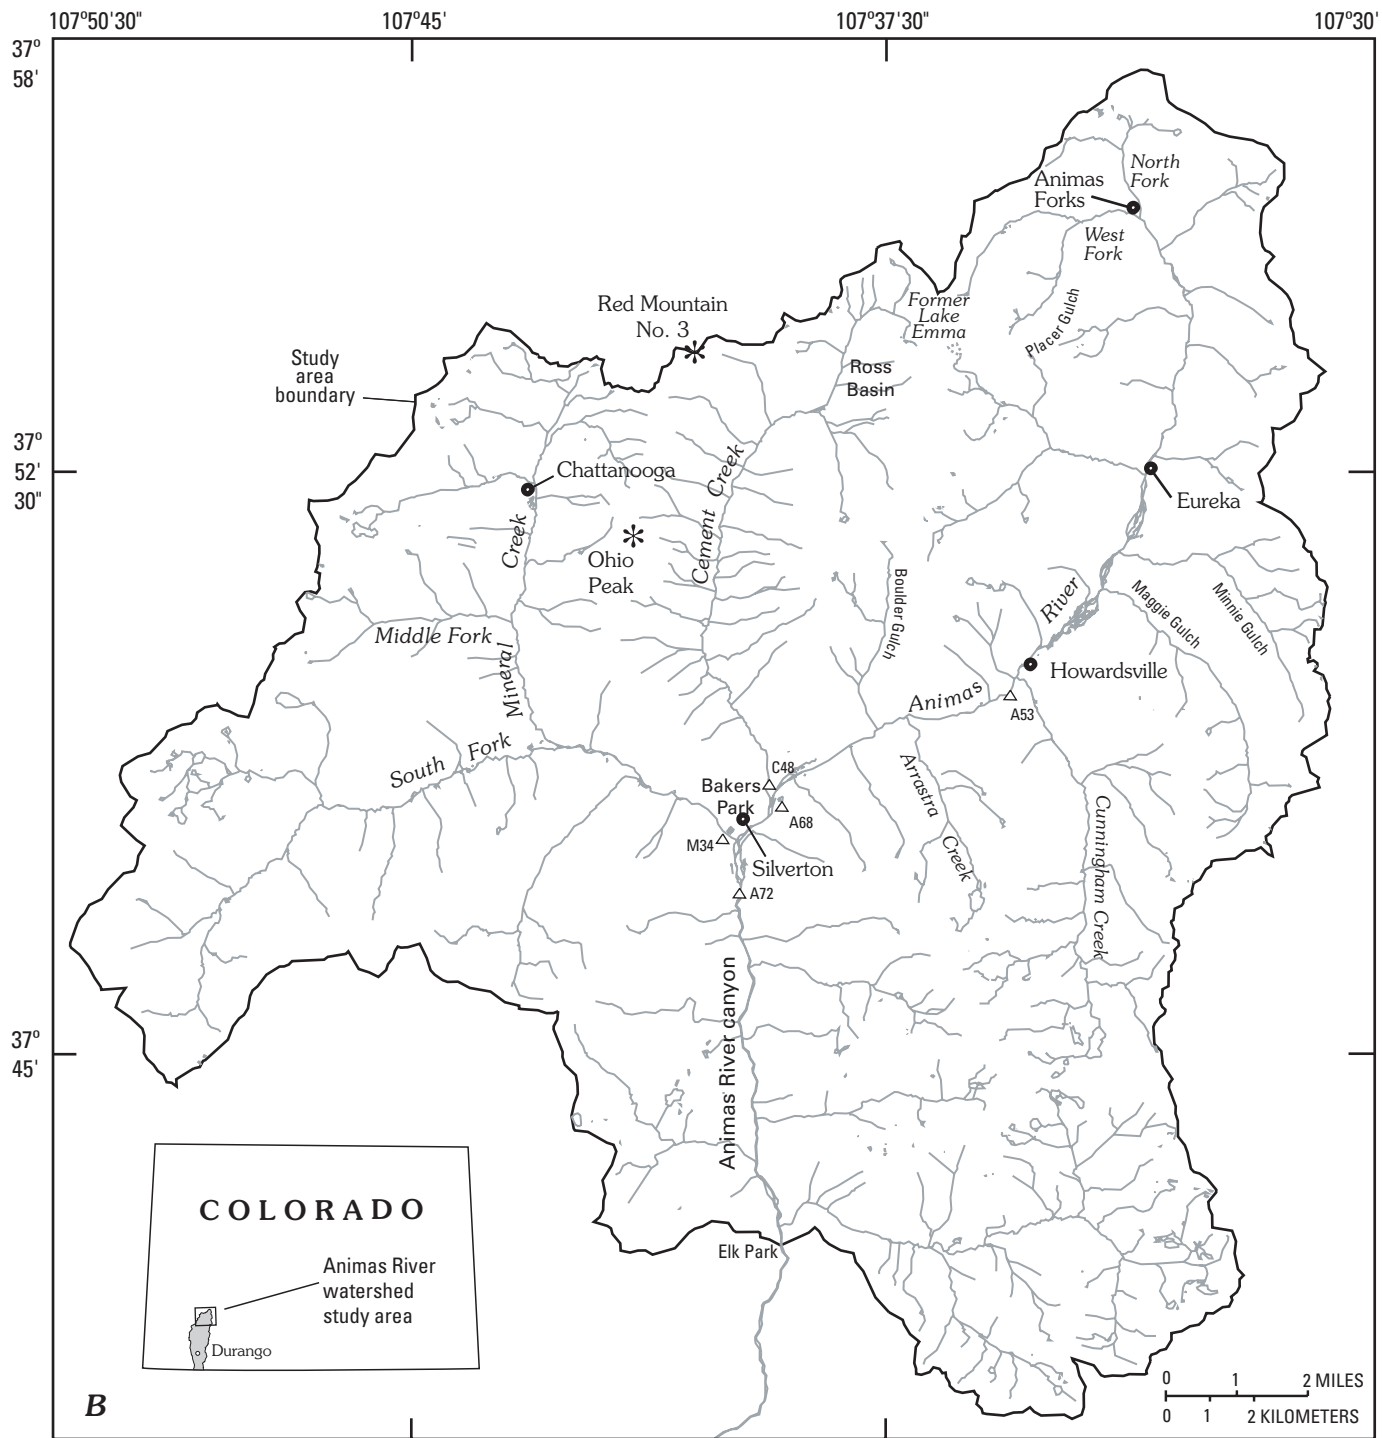 107°50'30"
107°45'
107°37'30"
107°30'
37°
58'
North
Fork
Animas
Forks
West
Fork
Placer Gulch
Former
Lake
Emma
Red Mountain
No. 3
Study
area
boundary
Ross
Basin
37°
52'
30"
Chattanooga
Cement Creek
Eureka
Ohio
Peak
Mineral Creek
Boulder Gulch
River
Maggie Gulch
Minnie Gulch
Middle Fork
Howardsville
Animas
A53
South Fork
C48
Bakers
Park
A68
M34
Silverton
A72
Arrastra
Creek
Cunningham Creek
Animas River canyon
37°
45'
Elk Park
COLORADO
Animas River
watershed
study area
Durango
B
0 1 2 MILES
0 1 2 KILOMETERS